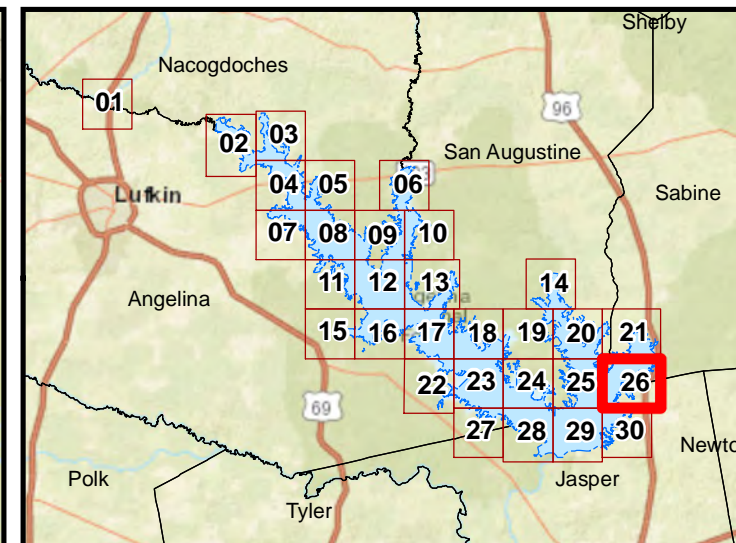 Shelby
Nacogdoches
01
96
03
02
San Augustine
04 05 06
Lufkin
Sabine
07 08 09 10
11 12 13 14
Angelina
15 16 17 18 19 20 21
22 23 24 25 26
69
27 28 29 30
Newto
Polk
Jasper
Tyler